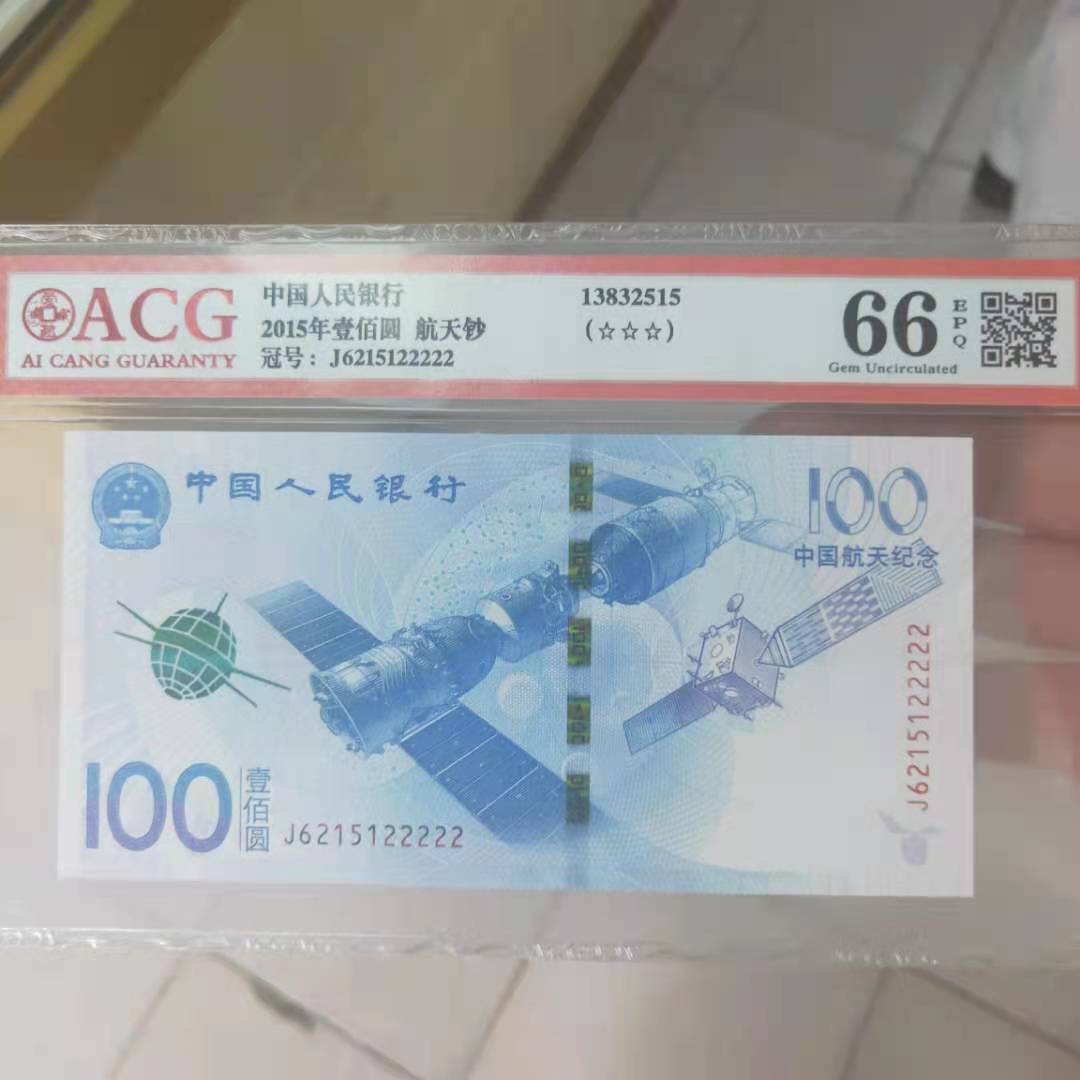 ACG
AI CANG GUARANTY
中国人民银行
2015年壹佰圆 航天钞
冠号: J6215122222
13832515
(☆☆☆)
66
EPQ
Gem Uncirculated
中国人民银行
100
中国航天纪念
J6215122222
100
壹佰圆
J6215122222